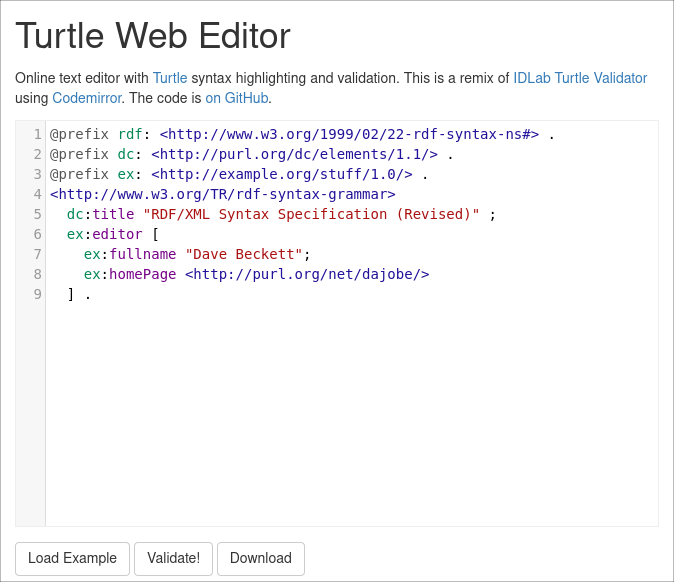 Turtle Web Editor
Online text editor with Turtle syntax highlighting and validation. This is a remix of IDLab Turtle Validator
using Codemirror. The code is on GitHub.
1 @prefix rdf: <http://www.w3.org/1999/02/22-rdf-syntax-ns#> .
2 @prefix dc: <http://purl.org/dc/elements/1.1/> .
3 @prefix ex: <http://example.org/stuff/1.0/> .
4 <http://www.w3.org/TR/rdf-syntax-grammar>
5   dc:title "RDF/XML Syntax Specification (Revised)" ;
6   ex:editor [
7     ex:fullname "Dave Beckett";
8     ex:homePage <http://purl.org/net/dajobe/>
9   ] .
Load Example Validate! Download